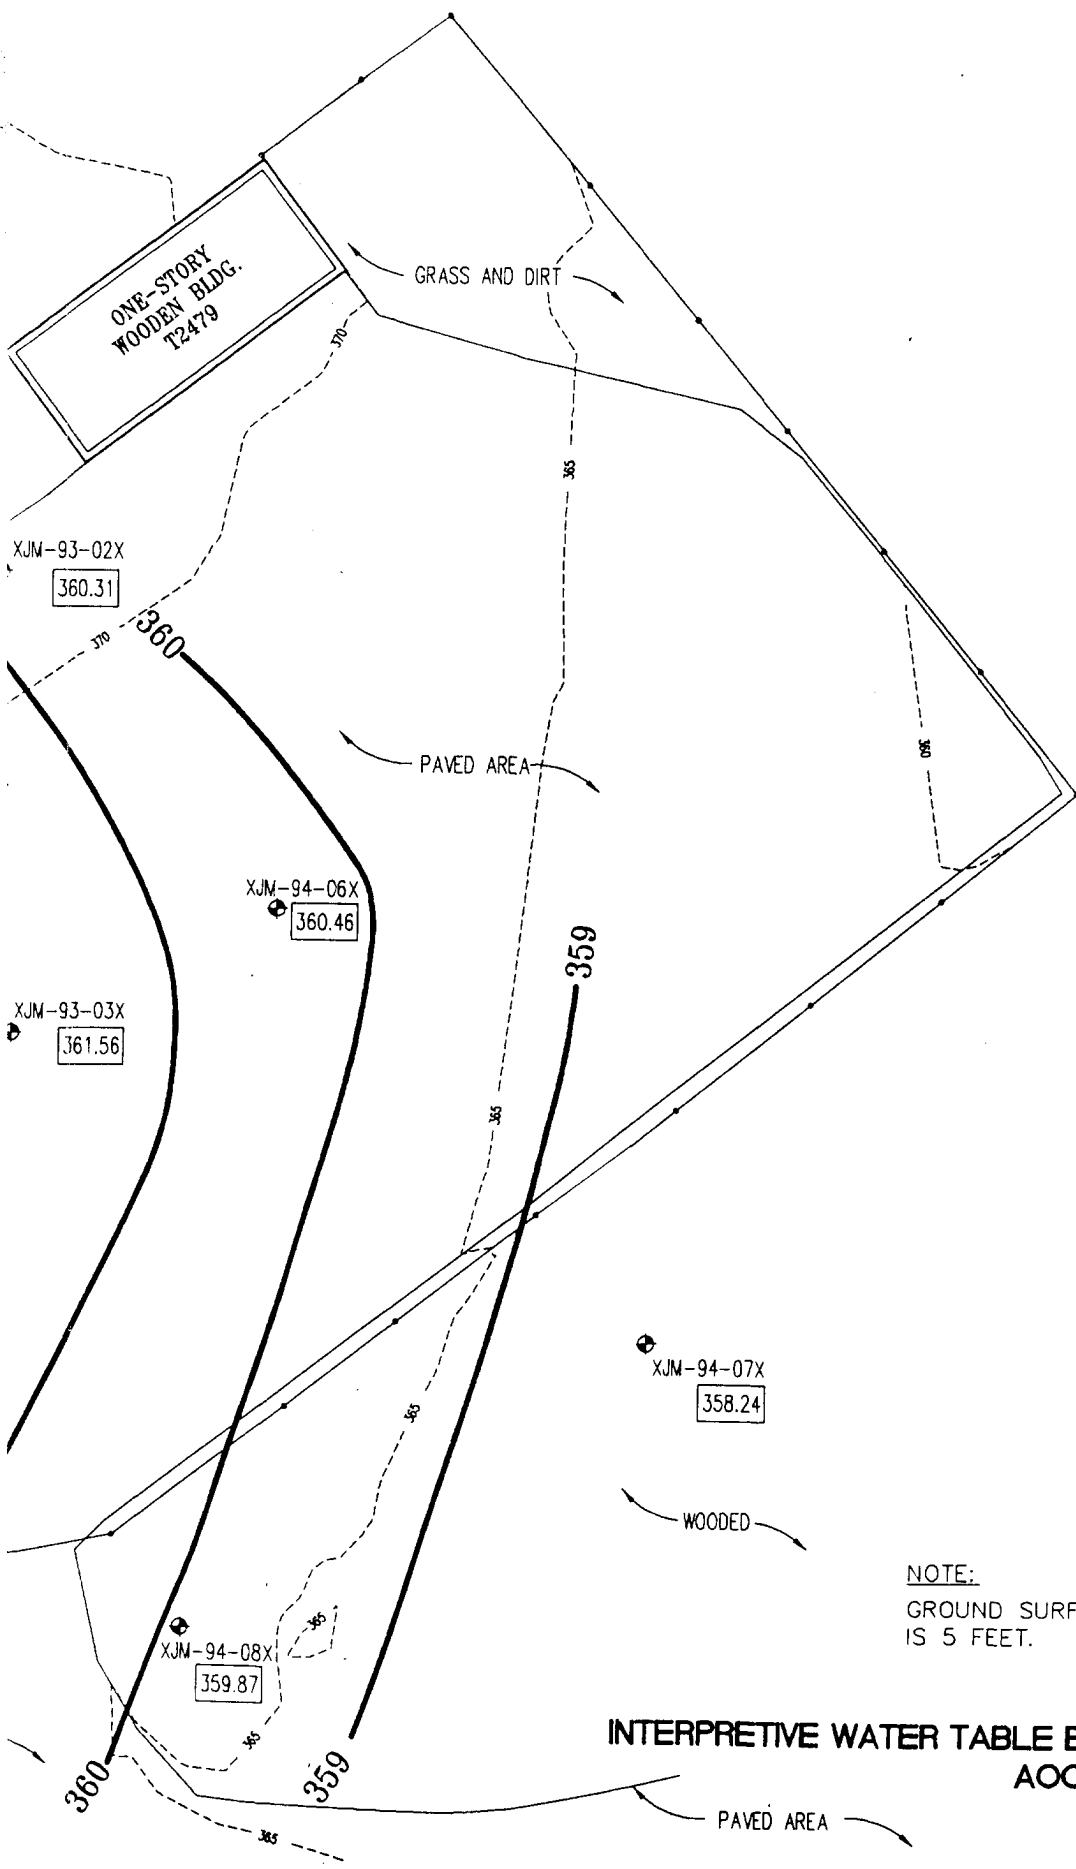 ONE-STORY
WOODEN BLDG.
T2479
GRASS AND DIRT
370
365
XJM-93-02X
360.31
370
360
360
PAVED AREA
XJM-94-06X
360.46
359
XJM-93-03X
361.56
365
XJM-94-07X
358.24
365
WOODED
NOTE:
GROUND SURF
IS 5 FEET.
365
XJM-94-08X
359.87
365
INTERPRETIVE WATER TABLE E
AOC
360
359
PAVED AREA
365